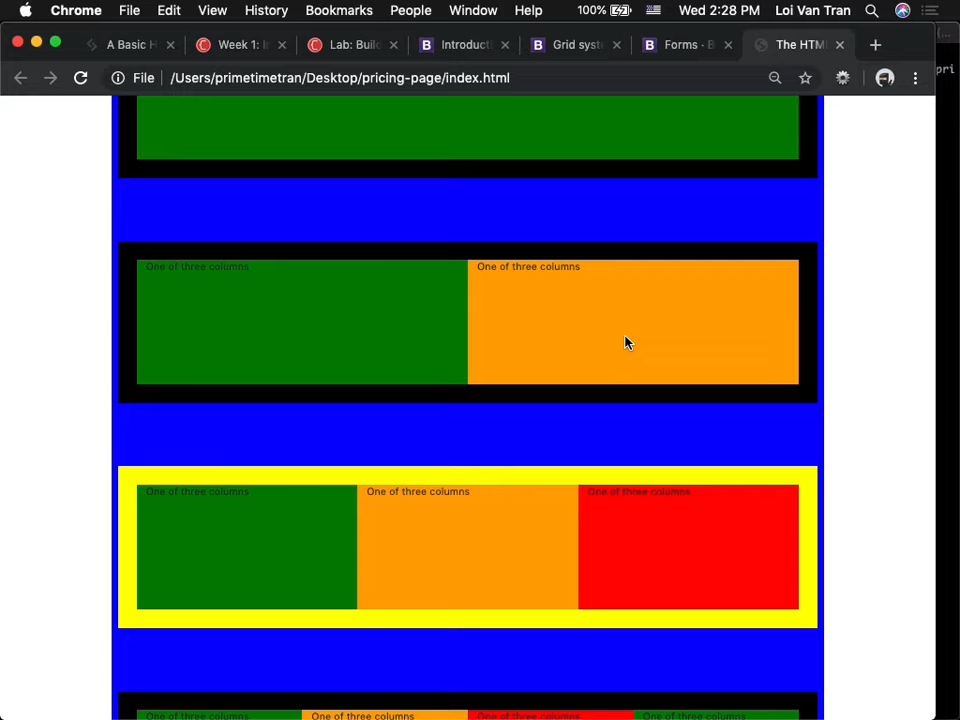 Chrome File Edit View History Bookmarks People Window Help 100% Wed 2:28 PM Loi Van Tran
A Basic H Week 1: I Lab: Buil Introducti Grid syst Forms · B The HTM
File /Users/primetimetran/Desktop/pricing-page/index.html
pri
One of three columns One of three columns
One of three columns One of three columns One of three columns
One of three columns One of three columns One of three columns One of three columns